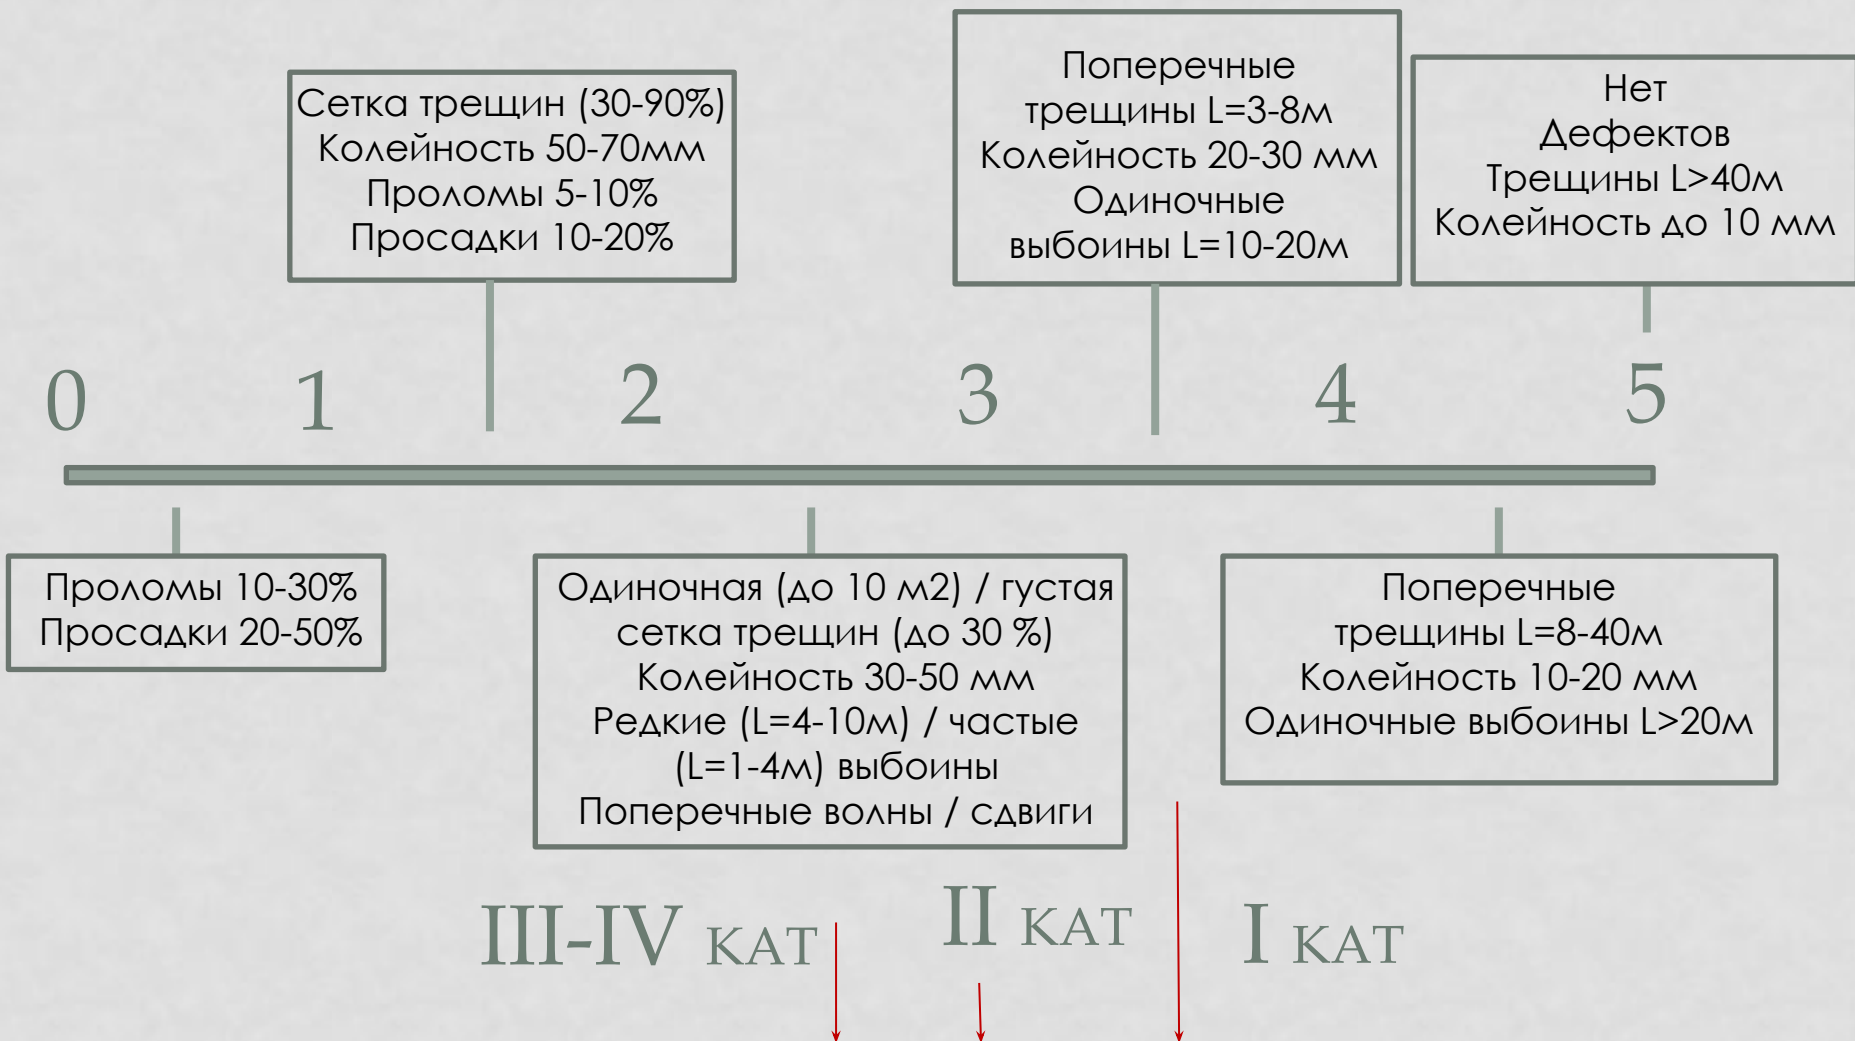 Сетка трещин (30-90%)
Колейность 50-70мм
Проломы 5-10%
Просадки 10-20%
Поперечные
трещины L=3-8м
Колейность 20-30 мм
Одиночные
выбоины L=10-20м
Нет
Дефектов
Трещины L>40м
Колейность до 10 мм
0 1 2 3 4 5
Проломы 10-30%
Просадки 20-50%
Одиночная (до 10 м2) / густая
сетка трещин (до 30 %)
Колейность 30-50 мм
Редкие (L=4-10м) / частые
(L=1-4м) выбоины
Поперечные волны / сдвиги
Поперечные
трещины L=8-40м
Колейность 10-20 мм
Одиночные выбоины L>20м
III-IV КАТ II КАТ I КАТ